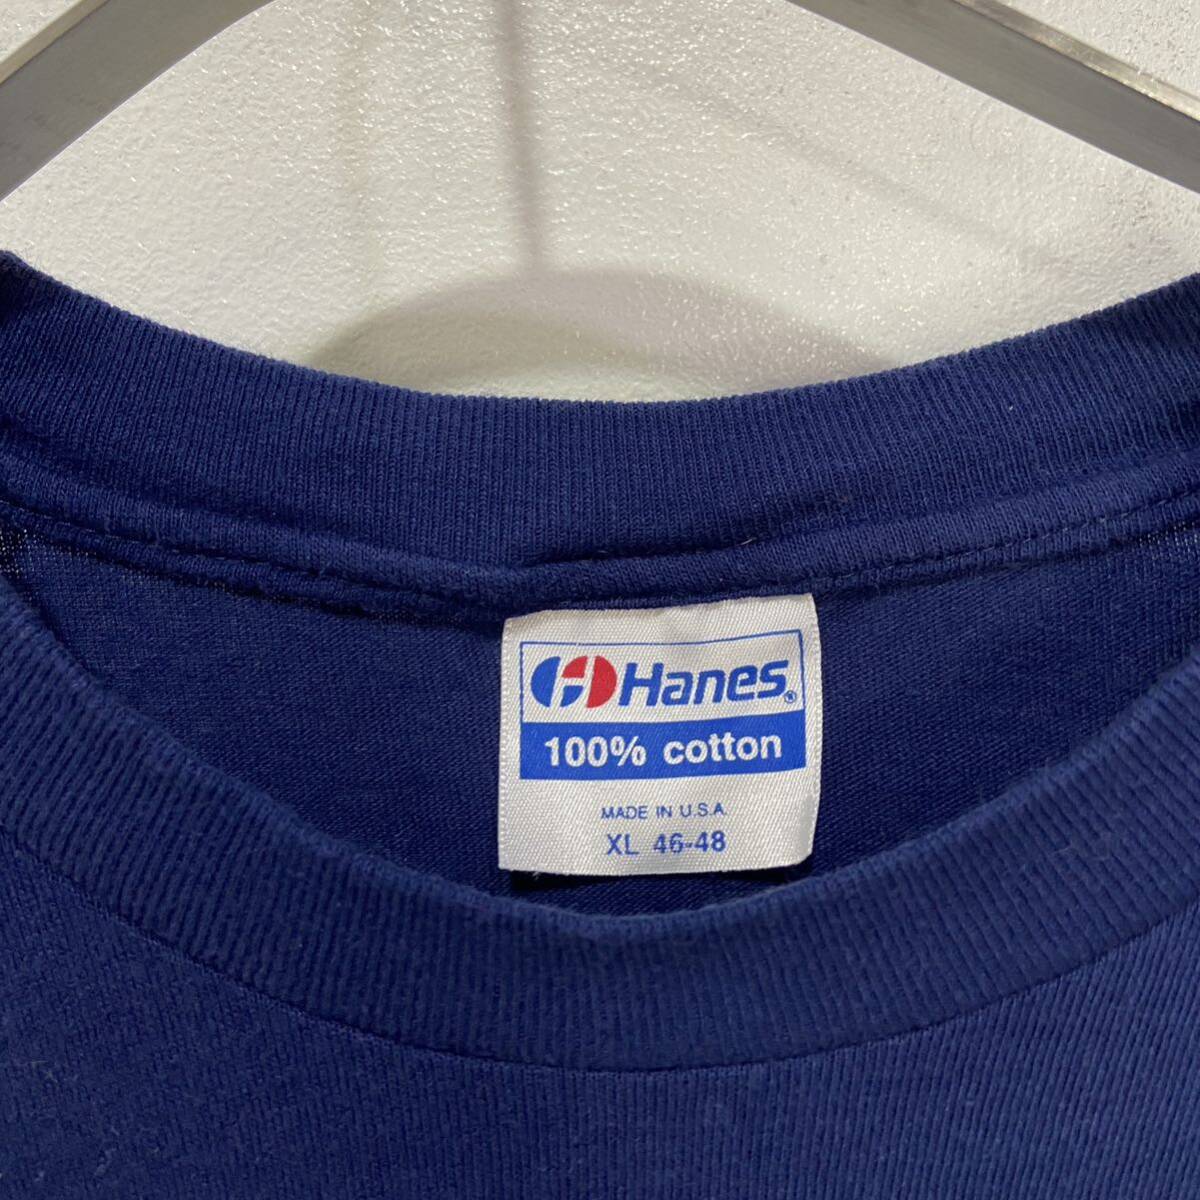 Hanes®
100% cotton
MADE IN U.S.A.
XL 46-48